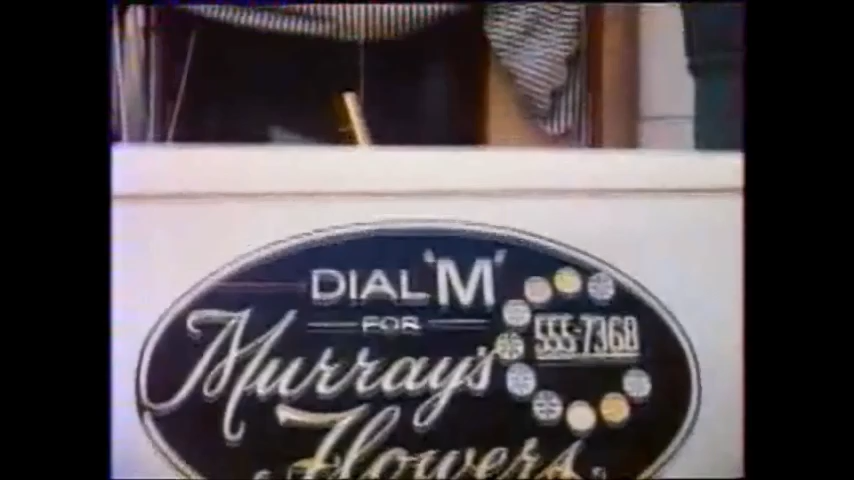 DIAL 'M'
FOR
Murray's
Flowers
555-7368